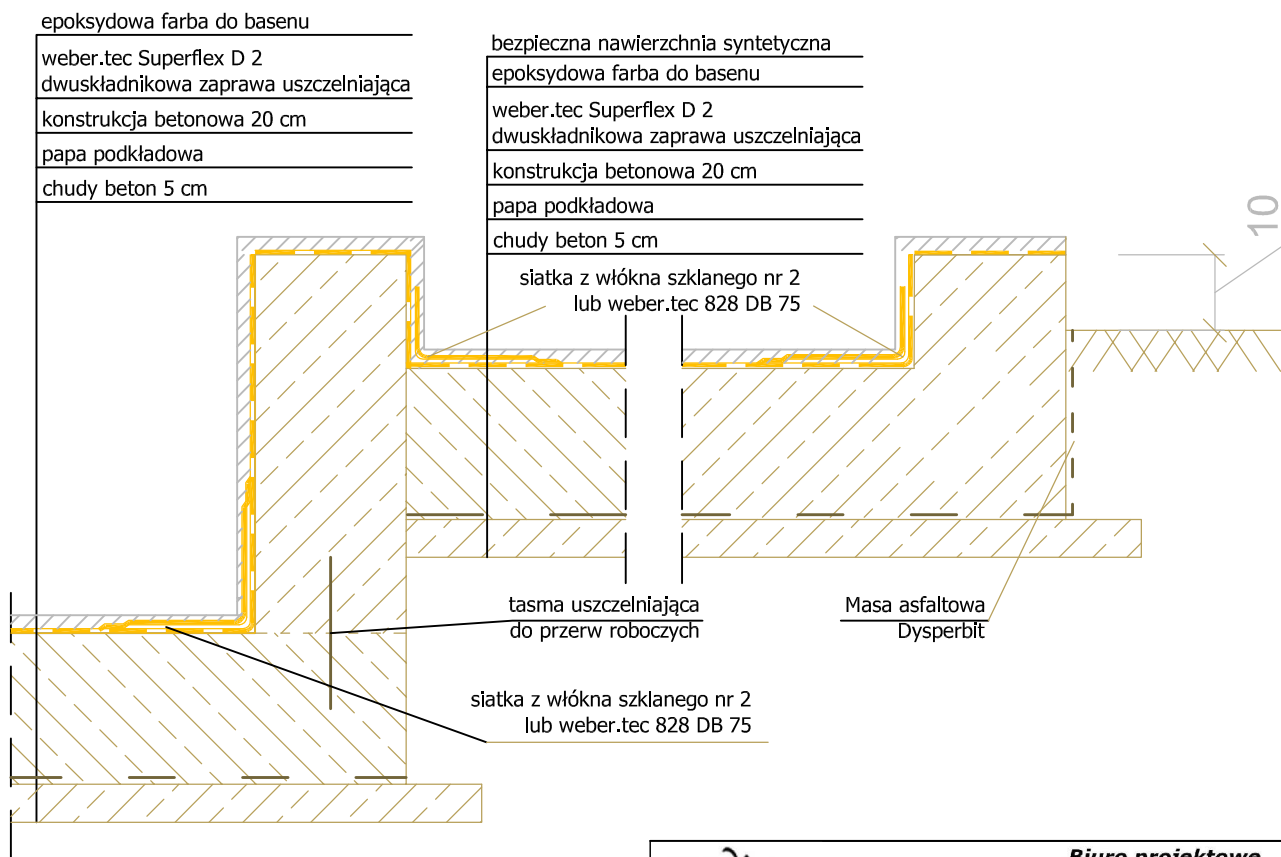 epoksydowa farba do basenu
weber.tec Superflex D 2
dwuskładnikowa zaprawa uszczelniająca
konstrukcja betonowa 20 cm
papa podkładowa
chudy beton 5 cm
bezpieczna nawierzchnia syntetyczna
epoksydowa farba do basenu
weber.tec Superflex D 2
dwuskładnikowa zaprawa uszczelniająca
konstrukcja betonowa 20 cm
papa podkładowa
chudy beton 5 cm
siatka z włókna szklanego nr 2
lub weber.tec 828 DB 75
10
tasma uszczelniająca
do przerw roboczych
Masa asfaltowa
Dysperbit
siatka z włókna szklanego nr 2
lub weber.tec 828 DB 75
Biuro projektowe